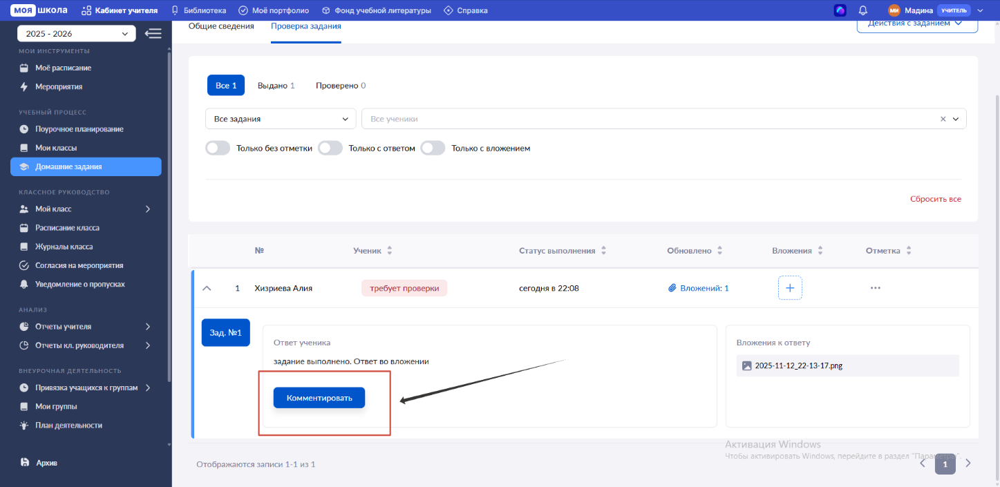 моя школа Кабинет учителя Библиотека Моё портфолио Фонд учебной литературы Справка МИ Мадина УЧИТЕЛЬ
2025 - 2026
МОИ ИНСТРУМЕНТЫ
Моё расписание
Мероприятия
УЧЕБНЫЙ ПРОЦЕСС
Поурочное планирование
Мои классы
Домашние задания
КЛАССНОЕ РУКОВОДСТВО
Мой класс
Расписание класса
Журналы класса
Согласия на мероприятия
Уведомление о пропусках
АНАЛИЗ
Отчеты учителя
Отчеты кл. руководителя
ВНЕУРОЧНАЯ ДЕЯТЕЛЬНОСТЬ
Привязка учащихся к группам
Мои группы
План деятельности
Архив
Общие сведения Проверка задания Действия с заданием
Все 1 Выдано 1 Проверено 0
Все задания Все ученики
Только без отметки Только с ответом Только с вложением
Сбросить все
№ Ученик Статус выполнения Обновлено Вложения Отметка
1 Хизриева Алия требует проверки сегодня в 22:08 Вложений: 1 +
Зад. №1
Ответ ученика
задание выполнено. Ответ во вложении
Комментировать
Вложения к ответу
2025-11-12_22-13-17.png
Отображаются записи 1-1 из 1
Активация Windows
Чтобы активировать Windows, перейдите в раздел "Параметры".
1